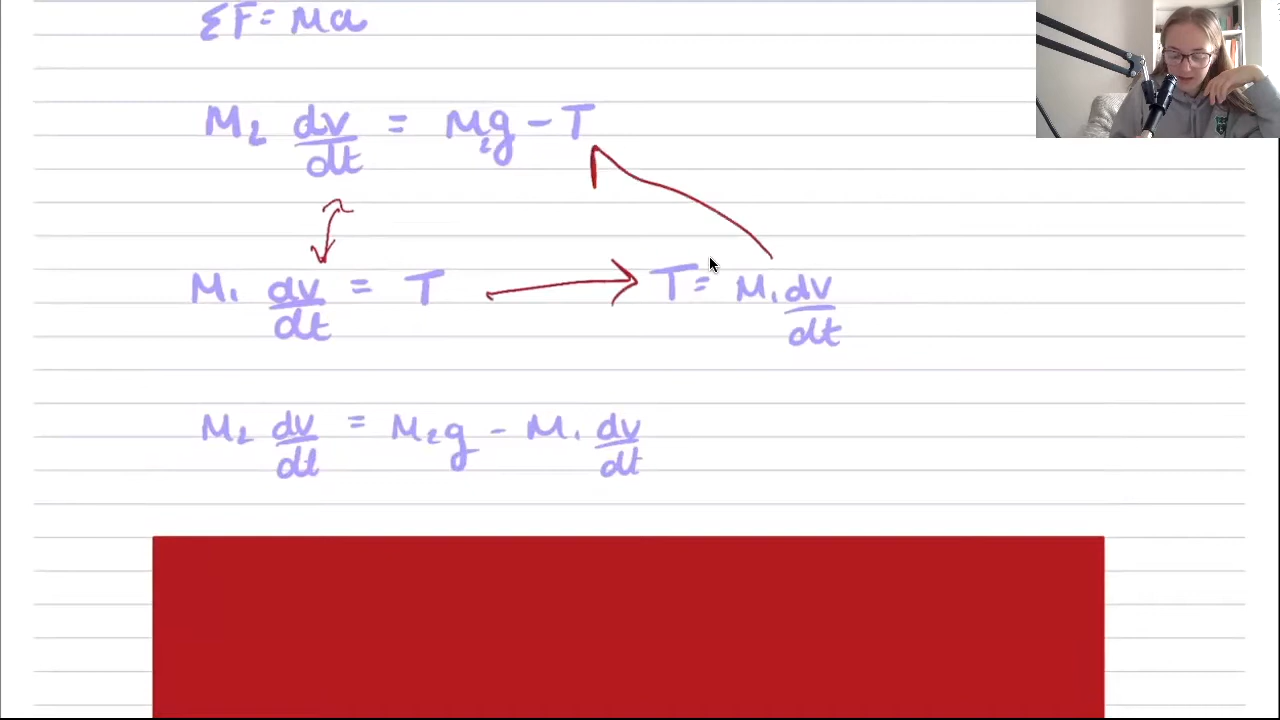 ΣF = Ma
M₂ dv/dt = M₂g - T
M₁ dv/dt = T → T = M₁ dv/dt
M₂ dv/dt = M₂g - M₁ dv/dt